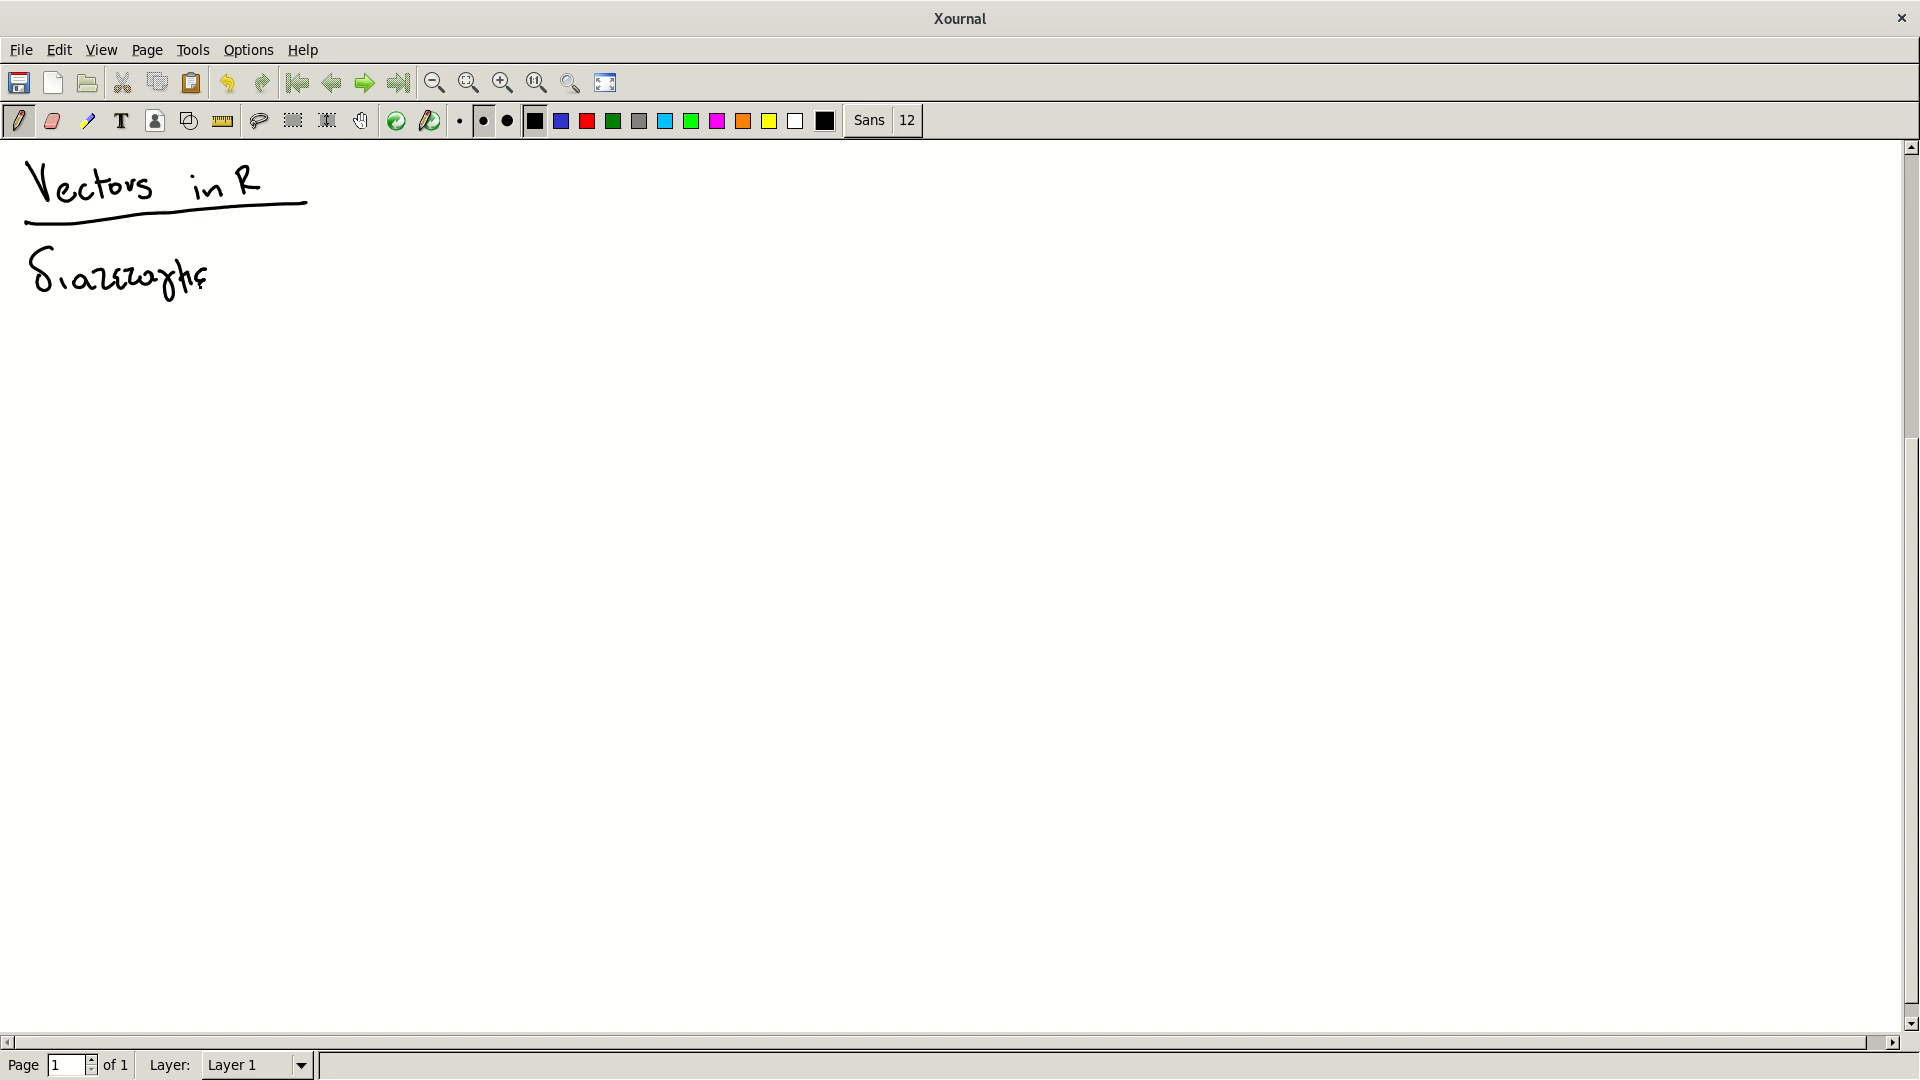 Xournal
File Edit View Page Tools Options Help
Sans 12
Vectors in R
Page 1 of 1 Layer: Layer 1